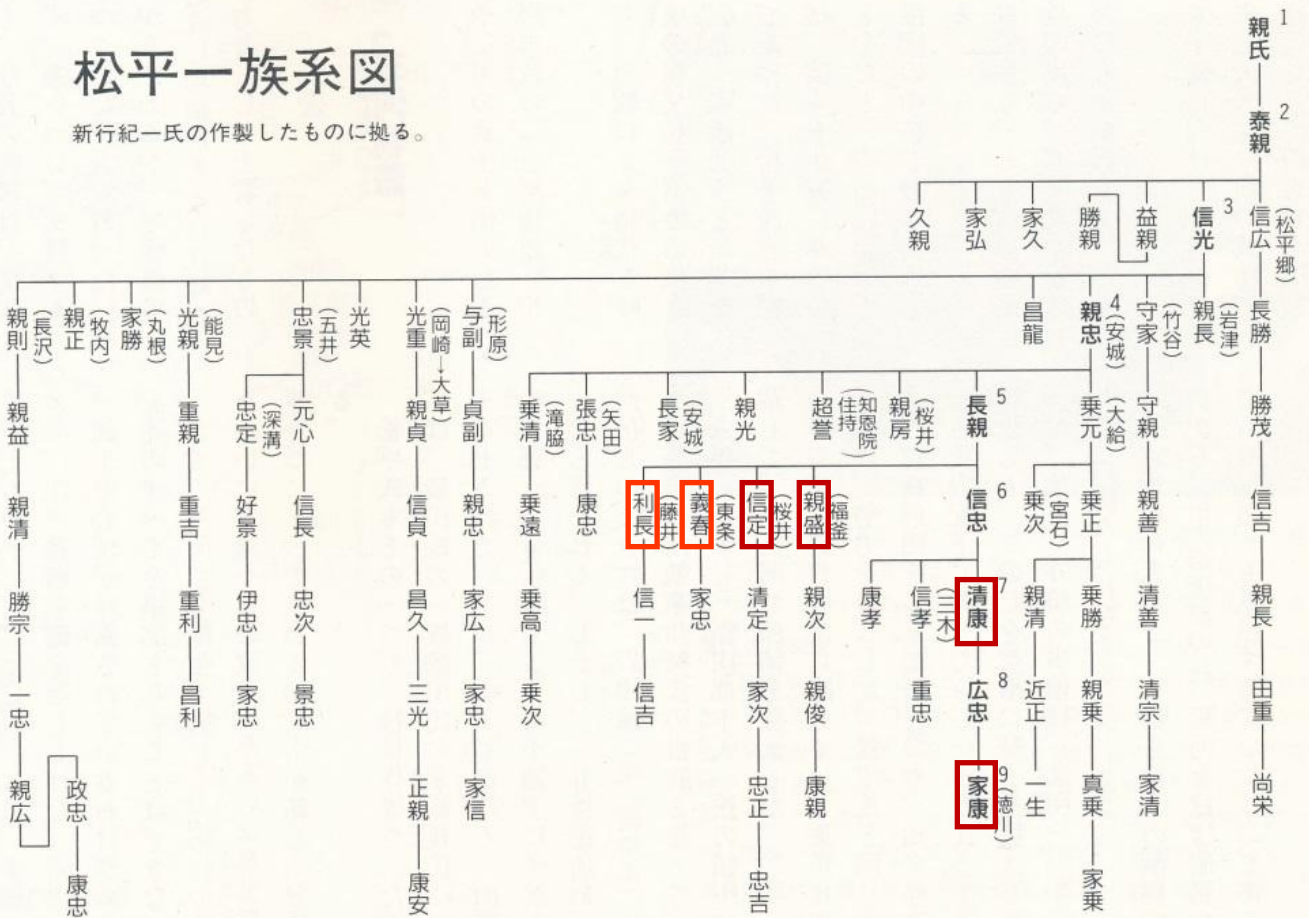 松平一族系図
新行紀一氏の作製したものに拠る。
1
親氏
2
泰親
(松平郷)
信広
3
信光
益親
勝親
家久
家弘
久親
長勝
(岩津)
親長
(竹谷)
守家
4
(安城)
親忠
昌龍
(形原)
与副
(岡崎→大草)
光重
光英
(五井)
忠景
(能見)
光親
(丸根)
家勝
(牧内)
親正
(長沢)
親則
勝茂
守親
(大給)
乗元
5
長親
(桜井)
親房
(知恩院住持)
超誉
親光
(安城)
長家
(矢田)
張忠
(滝脇)
乗清
貞副
親貞
元心
(深溝)
忠定
重親
親益
信吉
親善
乗正
(宮石)
乗次
6
信忠
(福釜)
親盛
(桜井)
信定
(東条)
義春
(藤井)
利長
康忠
乗遠
親忠
信貞
信長
好景
重吉
親清
親長
清善
乗勝
親清
7
清康
(三木)
信孝
康孝
親次
清定
家忠
信一
乗高
家広
昌久
忠次
伊忠
重利
勝宗
由重
清宗
親乗
近正
8
広忠
重忠
親俊
家次
信吉
乗次
家忠
三光
景忠
家忠
昌利
一忠
尚栄
家清
真乗
一生
9
(徳川)
家康
康親
忠正
家信
正親
政忠
親広
家乗
忠吉
康安
康忠